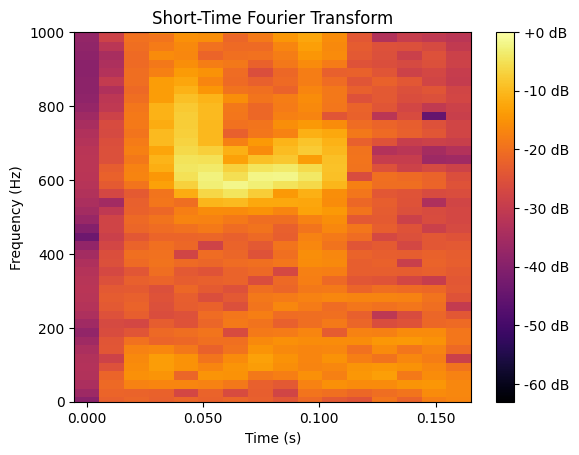 Short-Time Fourier Transform
1000
800
600
400
200
0
Frequency (Hz)
0.000
0.050
0.100
0.150
Time (s)
+0 dB
-10 dB
-20 dB
-30 dB
-40 dB
-50 dB
-60 dB